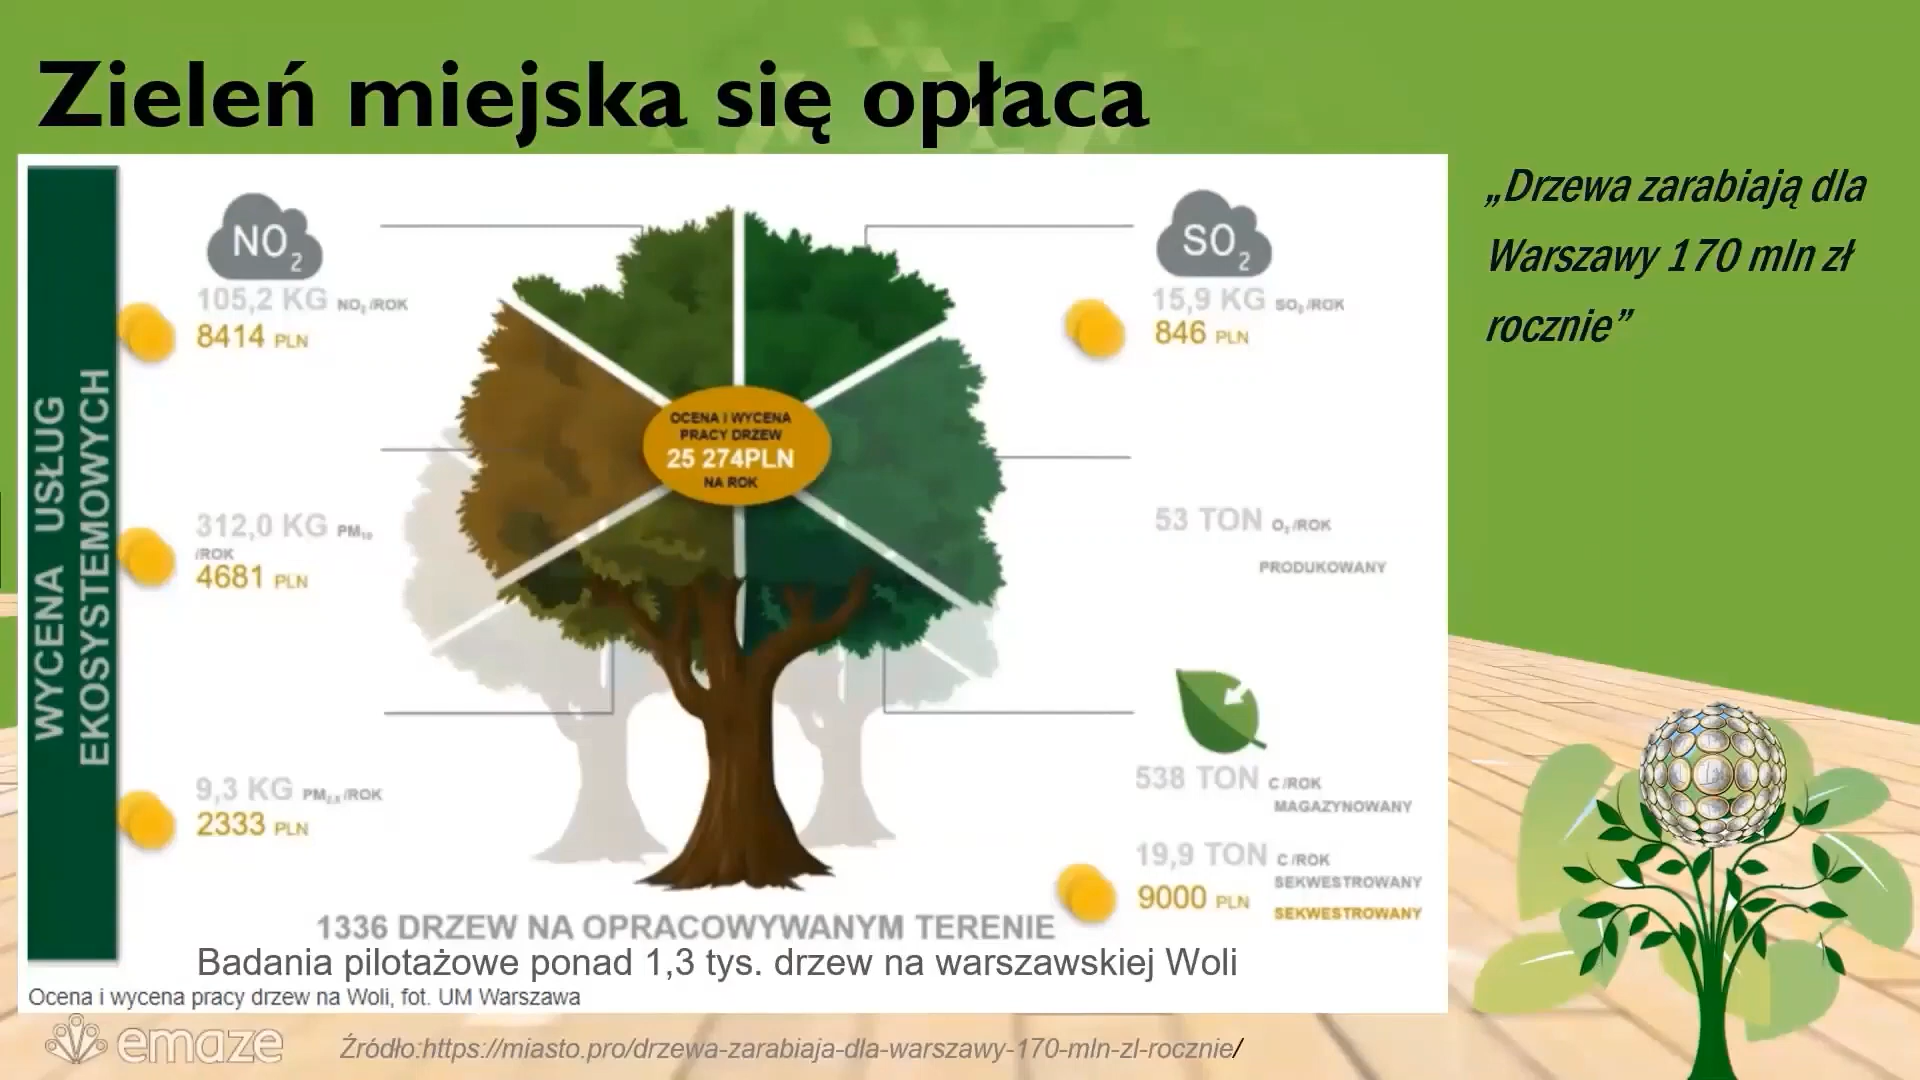 Zieleń miejska się opłaca
„Drzewa zarabiają dla
Warszawy 170 mln zł
rocznie”
WYCENA USŁUG
EKOSYSTEMOWYCH
NO₂
105,2 KG NO₂/ROK
8414 PLN
312,0 KG PM₁₀
/ROK
4681 PLN
9,3 KG PM₂,₅/ROK
2333 PLN
OCENA I WYCENA
PRACY DRZEW
25 274PLN
NA ROK
SO₂
15,9 KG SO₂/ROK
846 PLN
53 TON O₂/ROK
PRODUKOWANY
538 TON C/ROK
MAGAZYNOWANY
19,9 TON C/ROK
SEKWESTROWANY
9000 PLN SEKWESTROWANY
1336 DRZEW NA OPRACOWYWANYM TERENIE
Badania pilotażowe ponad 1,3 tys. drzew na warszawskiej Woli
Ocena i wycena pracy drzew na Woli, fot. UM Warszawa
emaze
Źródło:https://miasto.pro/drzewa-zarabiaja-dla-warszawy-170-mln-zl-rocznie/